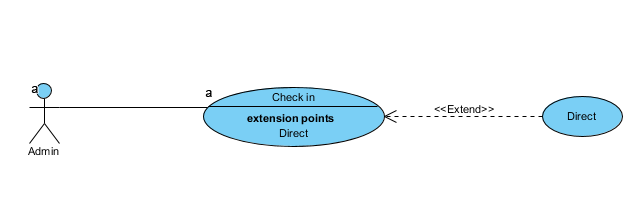 a
a
Check in
extension points
Direct
<<Extend>>
Direct
Admin